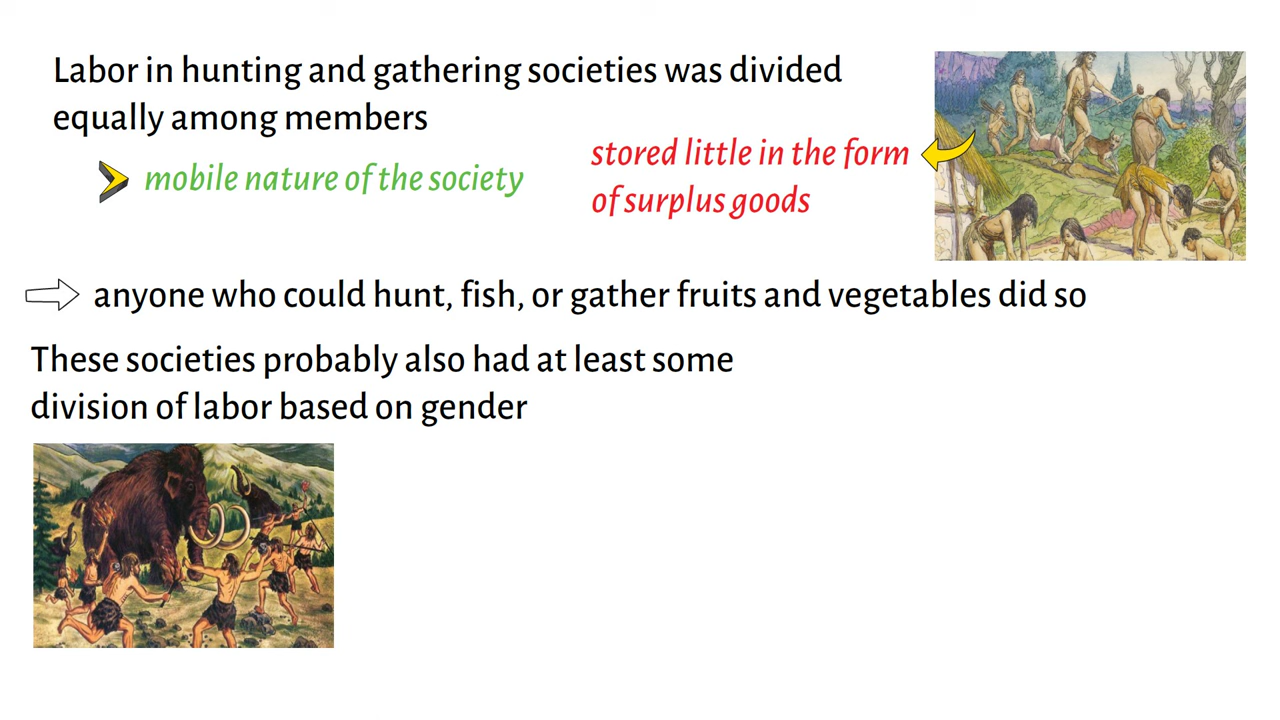 Labor in hunting and gathering societies was divided
equally among members
mobile nature of the society
stored little in the form
of surplus goods
anyone who could hunt, fish, or gather fruits and vegetables did so
These societies probably also had at least some
division of labor based on gender